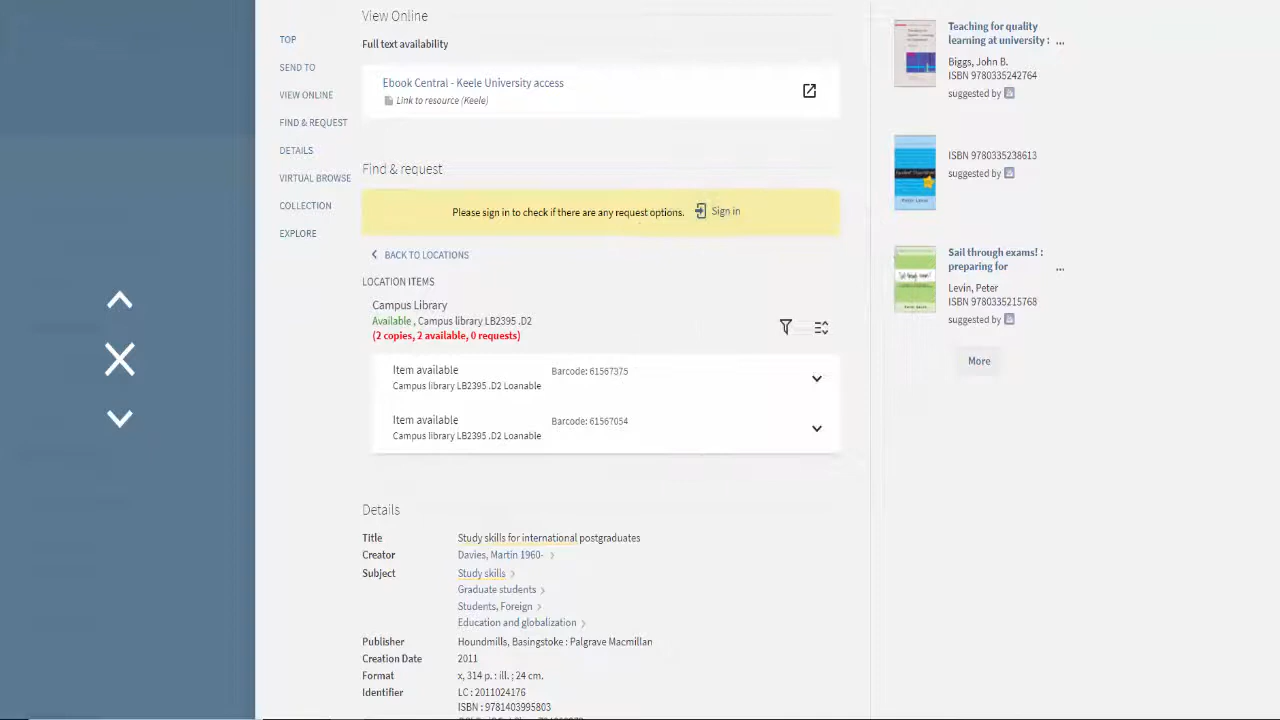 TOP
SEND TO
VIEW ONLINE
FIND & REQUEST
DETAILS
VIRTUAL BROWSE
COLLECTION
EXPLORE
View Online
Full text availability
Ebook Central - Keele University access
Link to resource (Keele)
Find & request
Please sign in to check if there are any request options. Sign in
BACK TO LOCATIONS
LOCATION ITEMS
Campus Library
Available , Campus library LB2395 .D2
(2 copies, 2 available, 0 requests)
Item available Barcode: 61567375
Campus library LB2395 .D2 Loanable
Item available Barcode: 61567054
Campus library LB2395 .D2 Loanable
Details
Title Study skills for international postgraduates
Creator Davies, Martin 1960-
Subject Study skills
Graduate students
Students, Foreign
Education and globalization
Publisher Houndmills, Basingstoke : Palgrave Macmillan
Creation Date 2011
Format x, 314 p. : ill. ; 24 cm.
Identifier LC : 2011024176
ISBN : 9781403995803
Teaching for quality
learning at university : ...
Biggs, John B.
ISBN 9780335242764
suggested by
ISBN 9780335238613
suggested by
Sail through exams! :
preparing for ...
Levin, Peter
ISBN 9780335215768
suggested by
More